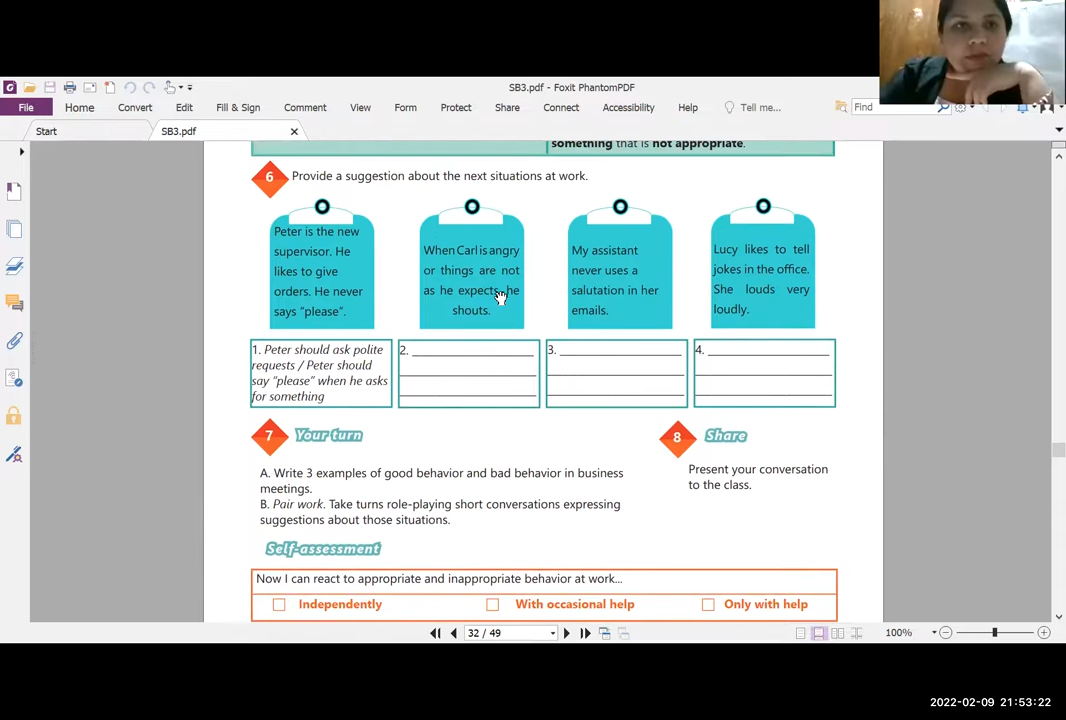 SB3.pdf - Foxit PhantomPDF
File Home Convert Edit Fill & Sign Comment View Form Protect Share Connect Accessibility Help Tell me... Find
Start SB3.pdf
something that is not appropriate.
6 Provide a suggestion about the next situations at work.
Peter is the new
supervisor. He
likes to give
orders. He never
says "please".
When Carl is angry
or things are not
as he expects, he
shouts.
My assistant
never uses a
salutation in her
emails.
Lucy likes to tell
jokes in the office.
She louds very
loudly.
1. Peter should ask polite
requests / Peter should
say "please" when he asks
for something
2.
3.
4.
7 Your turn
A. Write 3 examples of good behavior and bad behavior in business
meetings.
B. Pair work. Take turns role-playing short conversations expressing
suggestions about those situations.
8 Share
Present your conversation
to the class.
Self-assessment
Now I can react to appropriate and inappropriate behavior at work...
Independently With occasional help Only with help
32 / 49 100%
2022-02-09 21:53:22